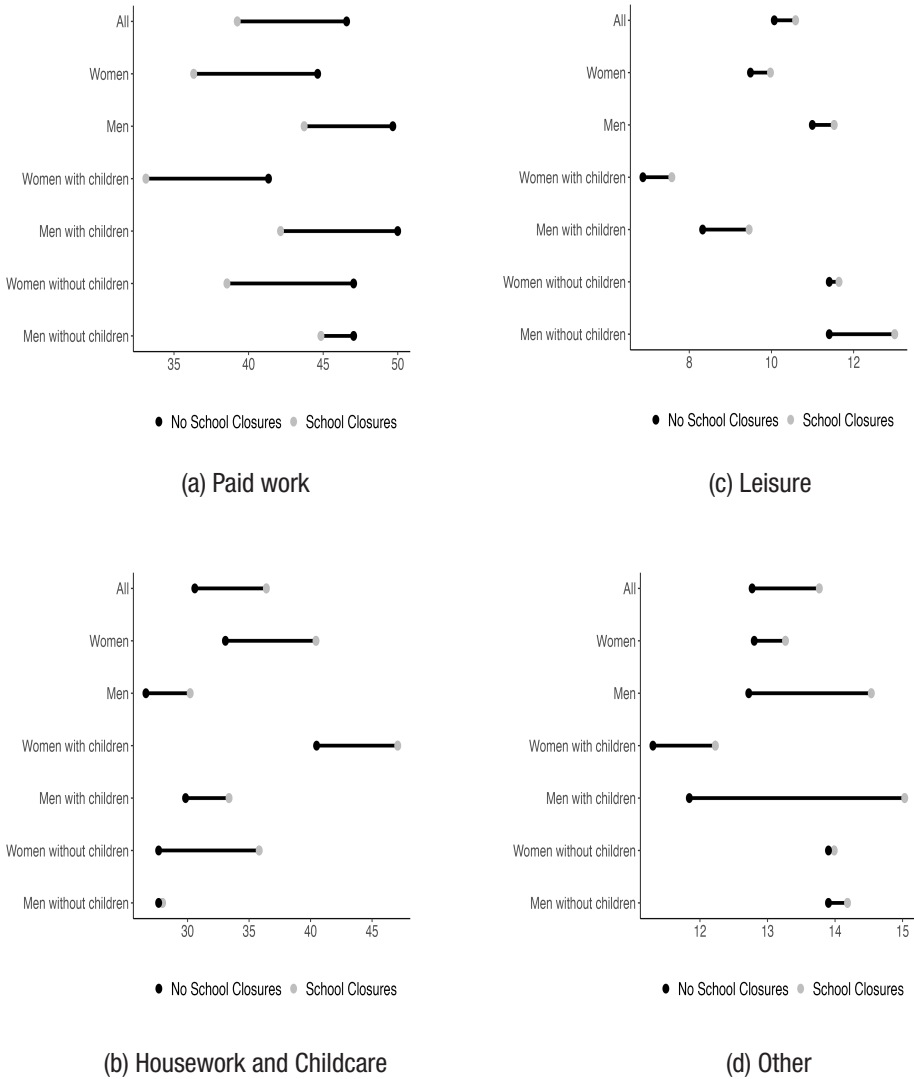 All
Women
Men
Women with children
Men with children
Women without children
Men without children
35 40 45 50
No School Closures School Closures
(a) Paid work
All
Women
Men
Women with children
Men with children
Women without children
Men without children
8 10 12
No School Closures School Closures
(c) Leisure
All
Women
Men
Women with children
Men with children
Women without children
Men without children
30 35 40 45
No School Closures School Closures
(b) Housework and Childcare
All
Women
Men
Women with children
Men with children
Women without children
Men without children
12 13 14 15
No School Closures School Closures
(d) Other